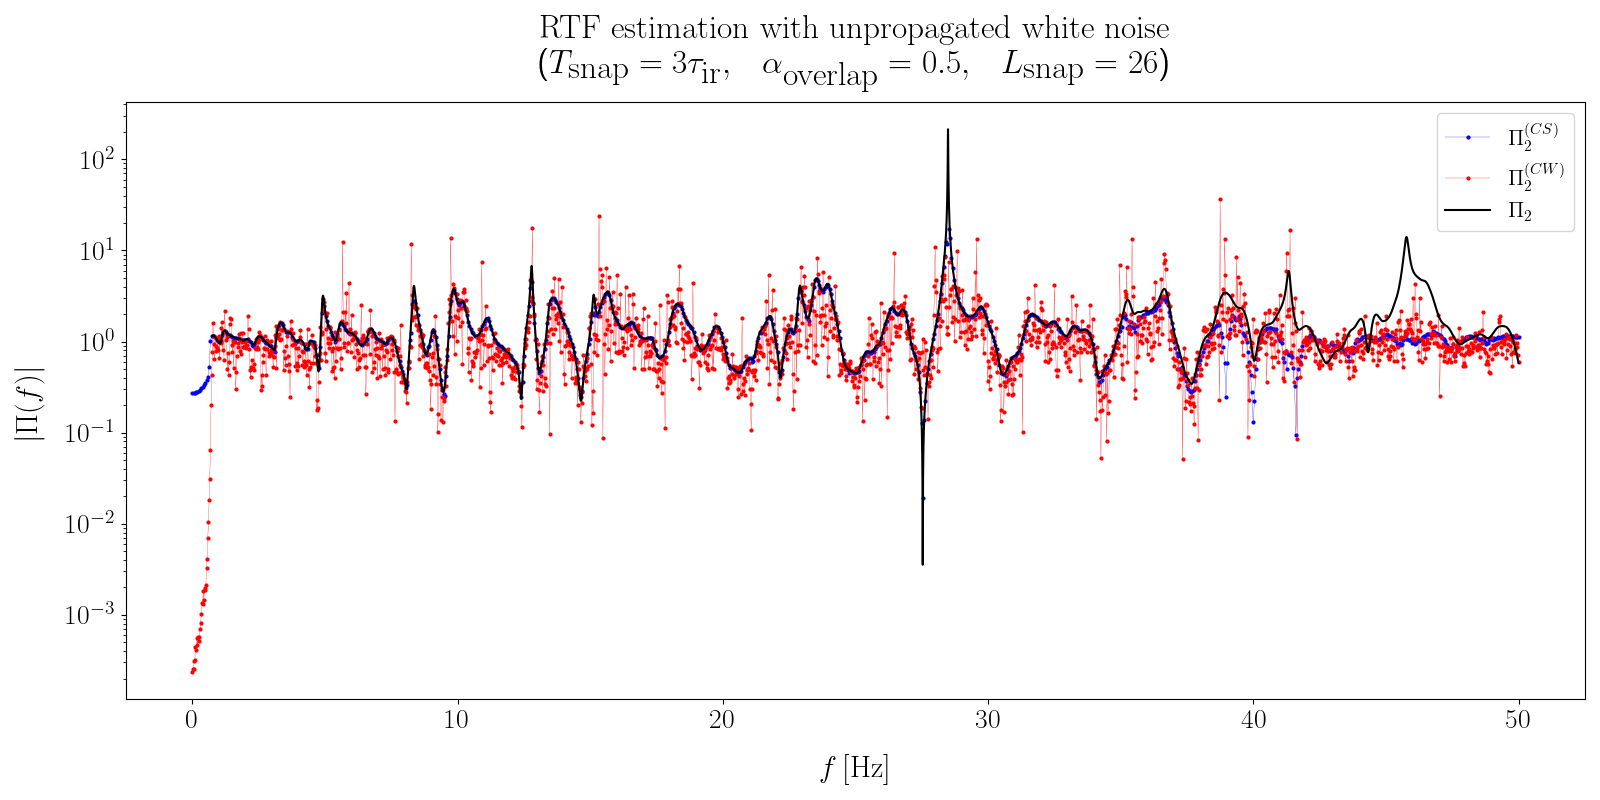 RTF estimation with unpropagated white noise
(T_snap = 3τ_ir,  α_overlap = 0.5,  L_snap = 26)
Π_2^(CS)
Π_2^(CW)
Π_2
10^2
10^1
10^0
10^−1
10^−2
10^−3
|Π(f)|
0 10 20 30 40 50
f [Hz]